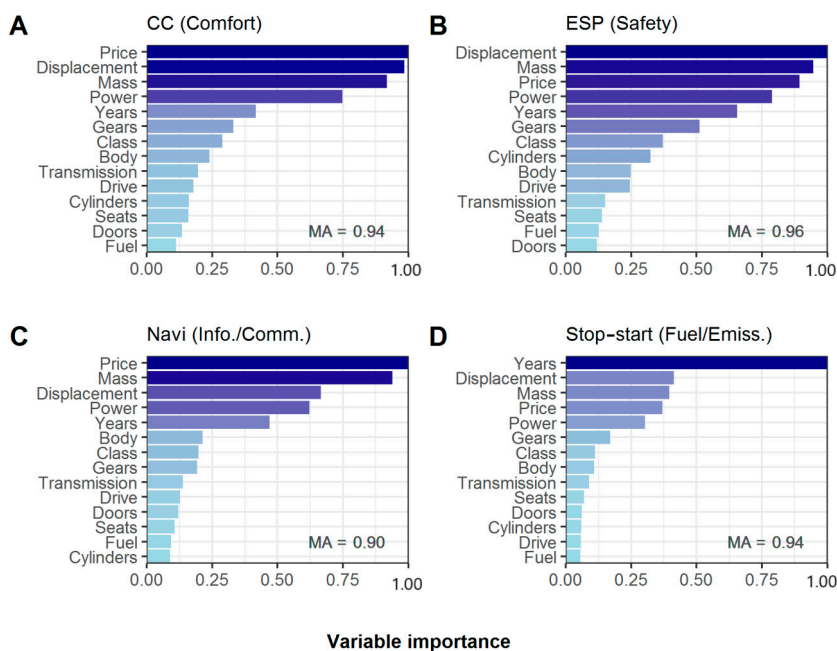 A
CC (Comfort)
Price
Displacement
Mass
Power
Years
Gears
Class
Body
Transmission
Drive
Cylinders
Seats
Doors
Fuel
MA = 0.94
0.00 0.25 0.50 0.75 1.00
B
ESP (Safety)
Displacement
Mass
Price
Power
Years
Gears
Class
Cylinders
Body
Drive
Transmission
Seats
Fuel
Doors
MA = 0.96
0.00 0.25 0.50 0.75 1.00
C
Navi (Info./Comm.)
Price
Mass
Displacement
Power
Years
Body
Class
Gears
Transmission
Drive
Doors
Seats
Fuel
Cylinders
MA = 0.90
0.00 0.25 0.50 0.75 1.00
D
Stop-start (Fuel/Emiss.)
Years
Displacement
Mass
Price
Power
Gears
Class
Body
Transmission
Seats
Doors
Cylinders
Drive
Fuel
MA = 0.94
0.00 0.25 0.50 0.75 1.00
Variable importance